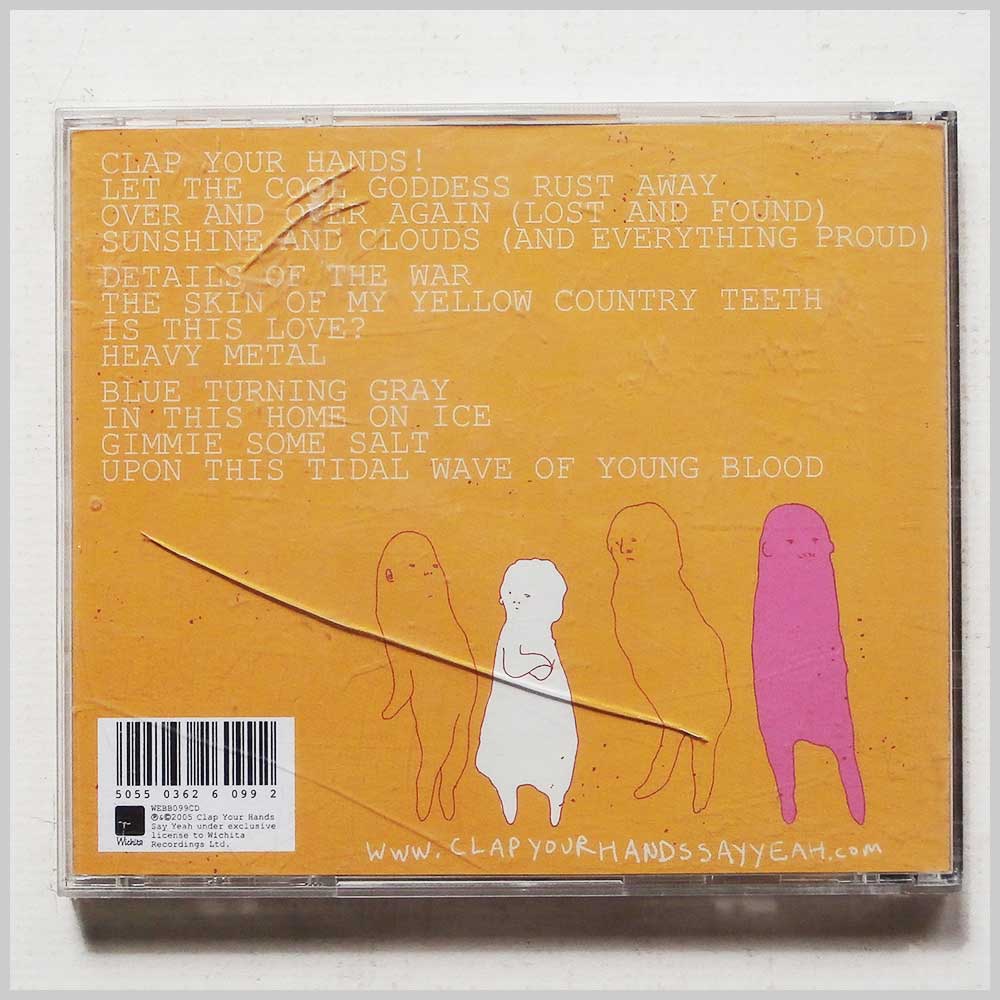 CLAP YOUR HANDS!
LET THE COOL GODDESS RUST AWAY
OVER AND OVER AGAIN (LOST AND FOUND)
SUNSHINE AND CLOUDS (AND EVERYTHING PROUD)
DETAILS OF THE WAR
THE SKIN OF MY YELLOW COUNTRY TEETH
IS THIS LOVE?
HEAVY METAL
BLUE TURNING GRAY
IN THIS HOME ON ICE
GIMMIE SOME SALT
UPON THIS TIDAL WAVE OF YOUNG BLOOD
5055 0362 6 099 2
WEBB099CD
℗&©2005 Clap Your Hands
Say Yeah under exclusive
license to Wichita
Recordings Ltd.
Wichita
WWW.CLAPYOURHANDSSAYYEAH.com